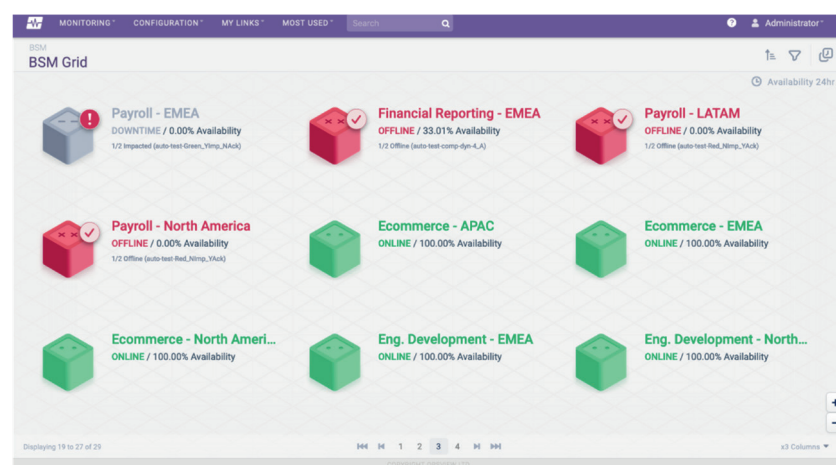 MONITORING CONFIGURATION MY LINKS MOST USED Search Administrator
BSM
BSM Grid
Availability 24hr
Payroll - EMEA
DOWNTIME / 0.00% Availability
1/2 Impacted (auto-test-Green_YImp_NAck)
Financial Reporting - EMEA
OFFLINE / 33.01% Availability
1/2 Offline (auto-test-comp-dyn-4_A)
Payroll - LATAM
OFFLINE / 0.00% Availability
1/2 Offline (auto-test-Red_NImp_YAck)
Payroll - North America
OFFLINE / 0.00% Availability
1/2 Offline (auto-test-Red_NImp_YAck)
Ecommerce - APAC
ONLINE / 100.00% Availability
Ecommerce - EMEA
ONLINE / 100.00% Availability
Ecommerce - North Ameri...
ONLINE / 100.00% Availability
Eng. Development - EMEA
ONLINE / 100.00% Availability
Eng. Development - North...
ONLINE / 100.00% Availability
Displaying 19 to 27 of 29
1 2 3 4
x3 Columns